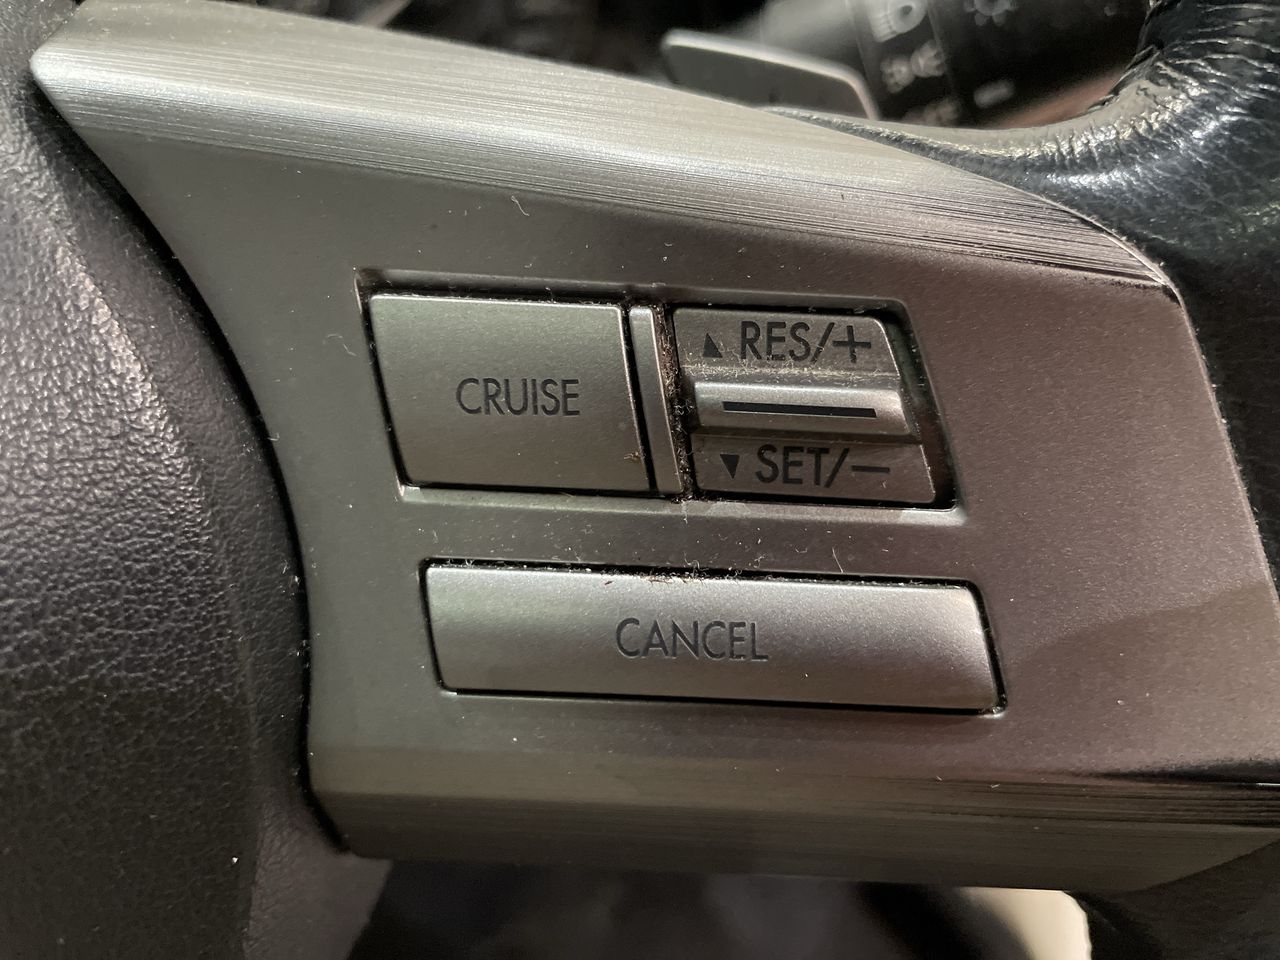 CRUISE
▲ RES/+
▼ SET/−
CANCEL